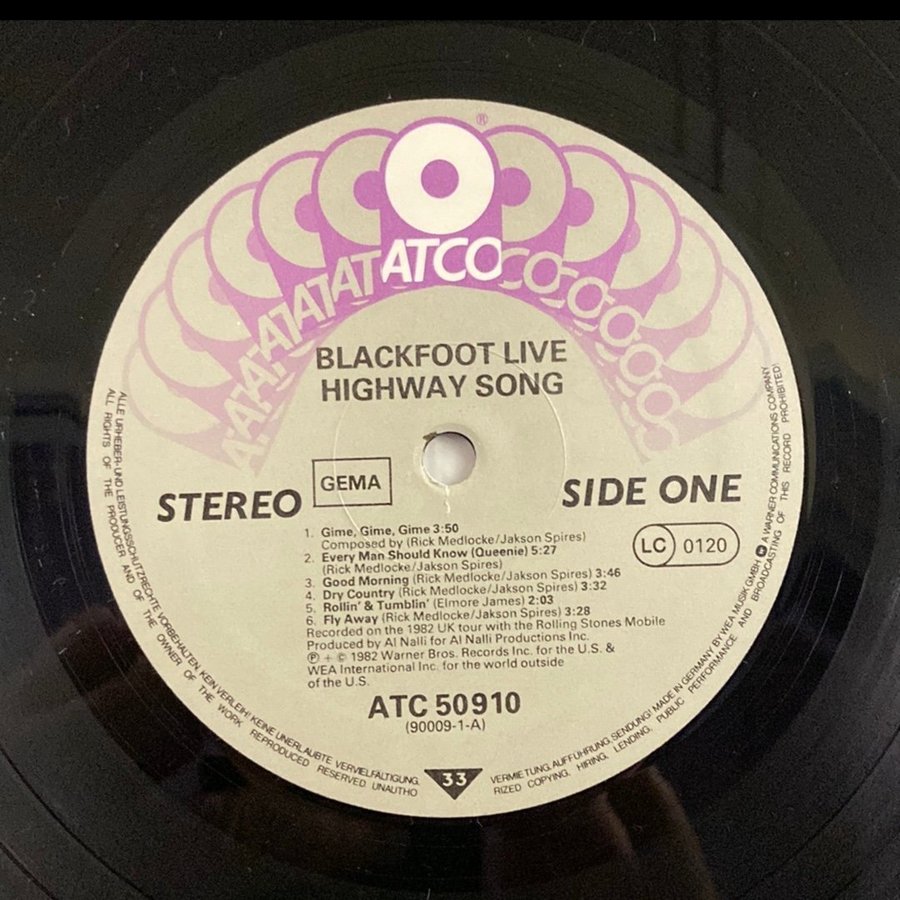 ®
ATCO
BLACKFOOT LIVE
HIGHWAY SONG
STEREO
GEMA
SIDE ONE
LC 0120
1. Gime, Gime, Gime 3:50
Composed by (Rick Medlocke/Jakson Spires)
2. Every Man Should Know (Queenie) 5:27
(Rick Medlocke/Jakson Spires)
3. Good Morning (Rick Medlocke/Jakson Spires) 3:46
4. Dry Country (Rick Medlocke/Jakson Spires) 3:32
5. Rollin' & Tumblin' (Elmore James) 2:03
6. Fly Away (Rick Medlocke/Jakson Spires) 3:28
Recorded on the 1982 UK tour with the Rolling Stones Mobile
Produced by Al Nalli for Al Nalli Productions Inc.
℗ + © 1982 Warner Bros. Records Inc. for the U.S. &
WEA International Inc. for the world outside
of the U.S.
ATC 50910
(90009-1-A)
33
ALLE URHEBER- UND LEISTUNGSSCHUTZRECHTE VORBEHALTEN. KEIN VERLEIH! KEINE UNERLAUBTE VERVIELFÄLTIGUNG, VERMIETUNG, AUFFÜHRUNG, SENDUNG! MADE IN GERMANY BY WEA MUSIK GMBH A WARNER COMMUNICATIONS COMPANY
ALL RIGHTS OF THE PRODUCER AND OF THE OWNER OF THE WORK REPRODUCED RESERVED UNAUTHORIZED COPYING, HIRING, LENDING, PUBLIC PERFORMANCE AND BROADCASTING OF THIS RECORD PROHIBITED!